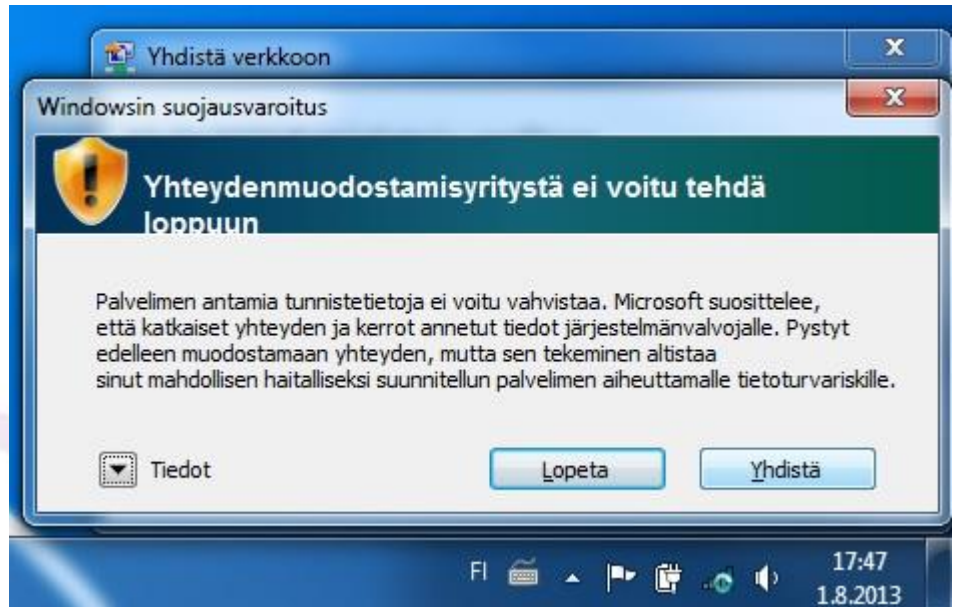 Yhdistä verkkoon
Windowsin suojausvaroitus
Yhteydenmuodostamisyritystä ei voitu tehdä
loppuun
Palvelimen antamia tunnistetietoja ei voitu vahvistaa. Microsoft suosittelee,
että katkaiset yhteyden ja kerrot annetut tiedot järjestelmänvalvojalle. Pystyt
edelleen muodostamaan yhteyden, mutta sen tekeminen altistaa
sinut mahdollisen haitalliseksi suunnitellun palvelimen aiheuttamalle tietoturvariskille.
Tiedot
Lopeta
Yhdistä
FI
17:47
1.8.2013